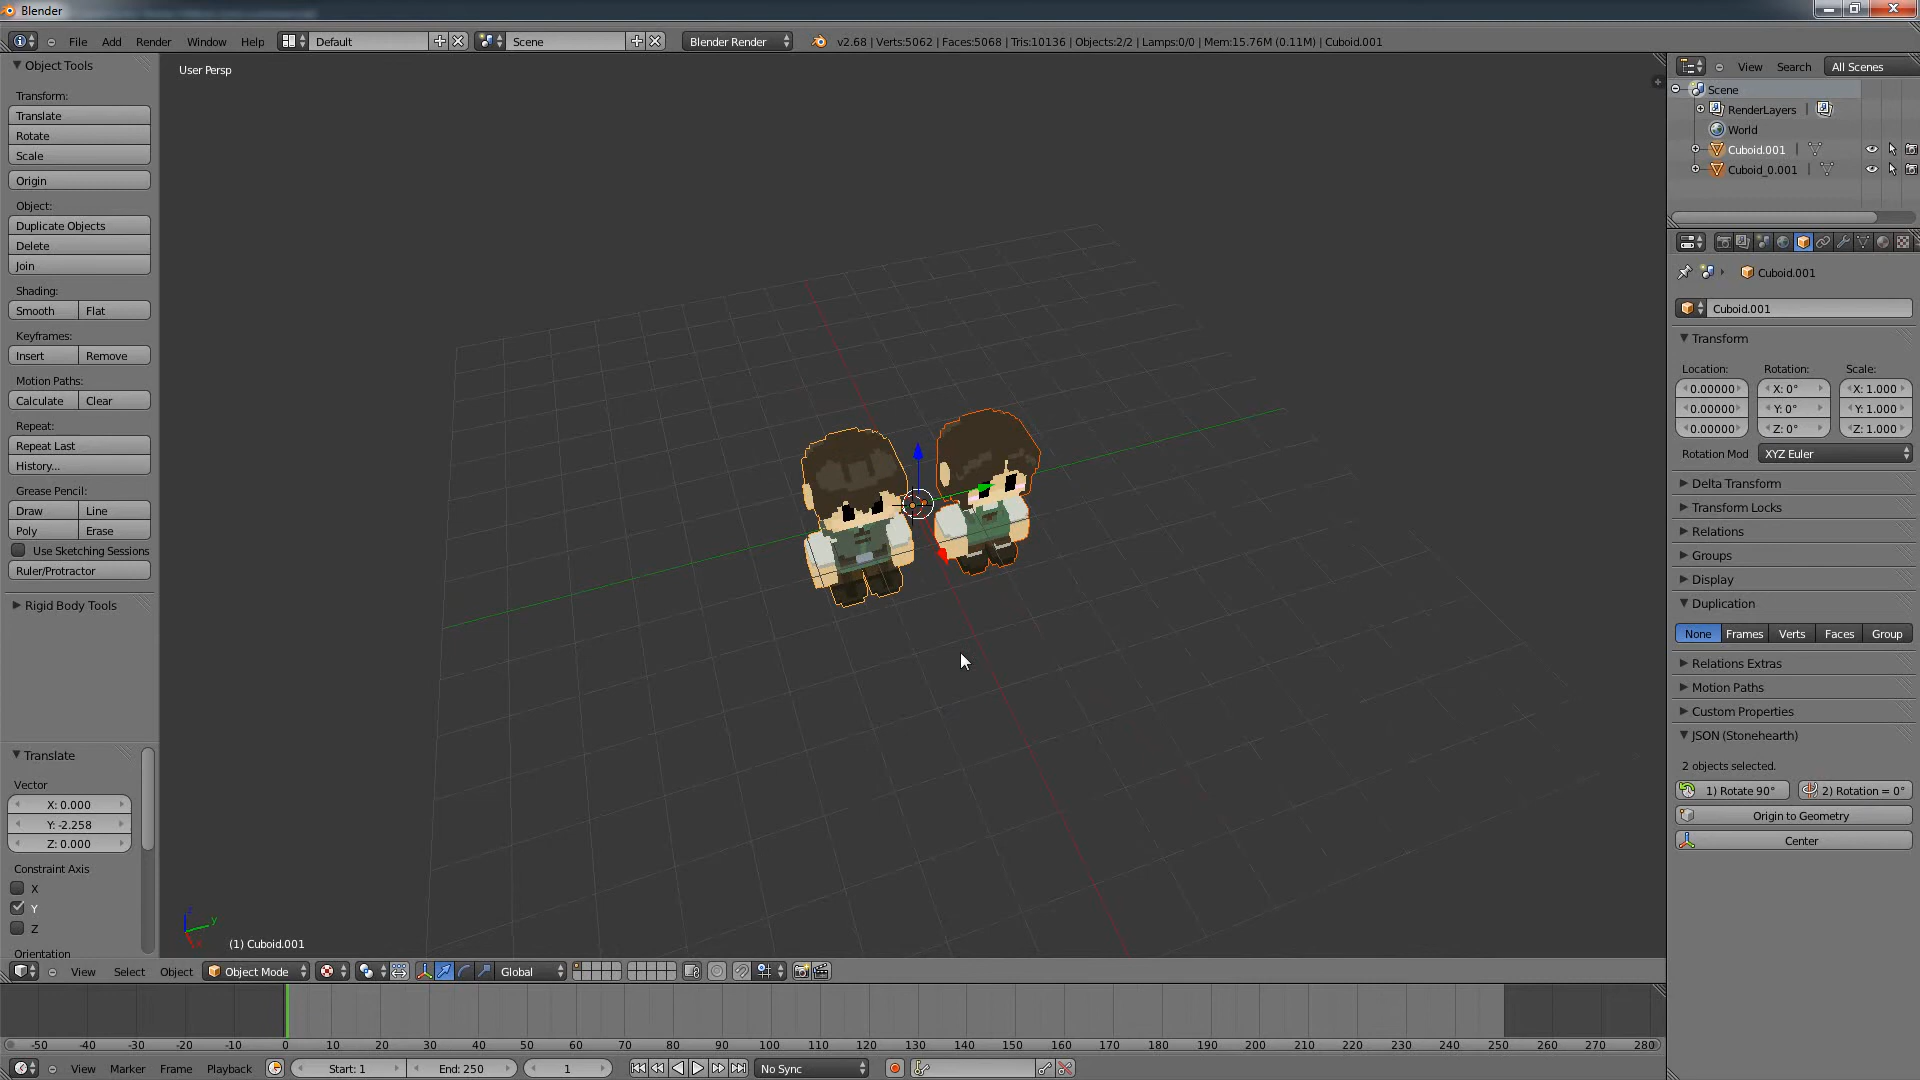 Blender
File Add Render Window Help Default Scene Blender Render v2.68 | Verts:5062 | Faces:5068 | Tris:10136 | Objects:2/2 | Lamps:0/0 | Mem:15.76M (0.11M) | Cuboid.001
Object Tools
Transform:
Translate
Rotate
Scale
Origin
Object:
Duplicate Objects
Delete
Join
Shading:
Smooth Flat
Keyframes:
Insert Remove
Motion Paths:
Calculate Clear
Repeat:
Repeat Last
History...
Grease Pencil:
Draw Line
Poly Erase
Use Sketching Sessions
Ruler/Protractor
Rigid Body Tools
Translate
Vector
X: 0.000
Y: -2.258
Z: 0.000
Constraint Axis
X
Y
Z
Orientation
User Persp
z
y
x
(1) Cuboid.001
View Select Object Object Mode Global
View Search All Scenes
Scene
RenderLayers |
World
Cuboid.001 |
Cuboid_0.001 |
Cuboid.001
Cuboid.001
Transform
Location: Rotation: Scale:
0.00000 X: 0° X: 1.000
0.00000 Y: 0° Y: 1.000
0.00000 Z: 0° Z: 1.000
Rotation Mod XYZ Euler
Delta Transform
Transform Locks
Relations
Groups
Display
Duplication
None Frames Verts Faces Group
Relations Extras
Motion Paths
Custom Properties
JSON (Stonehearth)
2 objects selected.
1) Rotate 90° 2) Rotation = 0°
Origin to Geometry
Center
-50 -40 -30 -20 -10 0 10 20 30 40 50 60 70 80 90 100 110 120 130 140 150 160 170 180 190 200 210 220 230 240 250 260 270 280
View Marker Frame Playback Start: 1 End: 250 1 No Sync